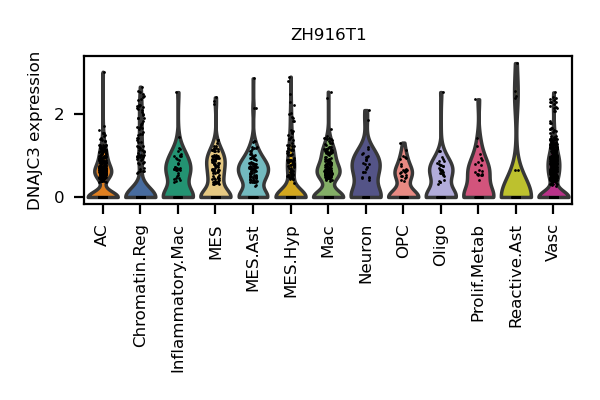 ZH916T1
DNAJC3 expression
2
0
AC
Chromatin.Reg
Inflammatory.Mac
MES
MES.Ast
MES.Hyp
Mac
Neuron
OPC
Oligo
Prolif.Metab
Reactive.Ast
Vasc